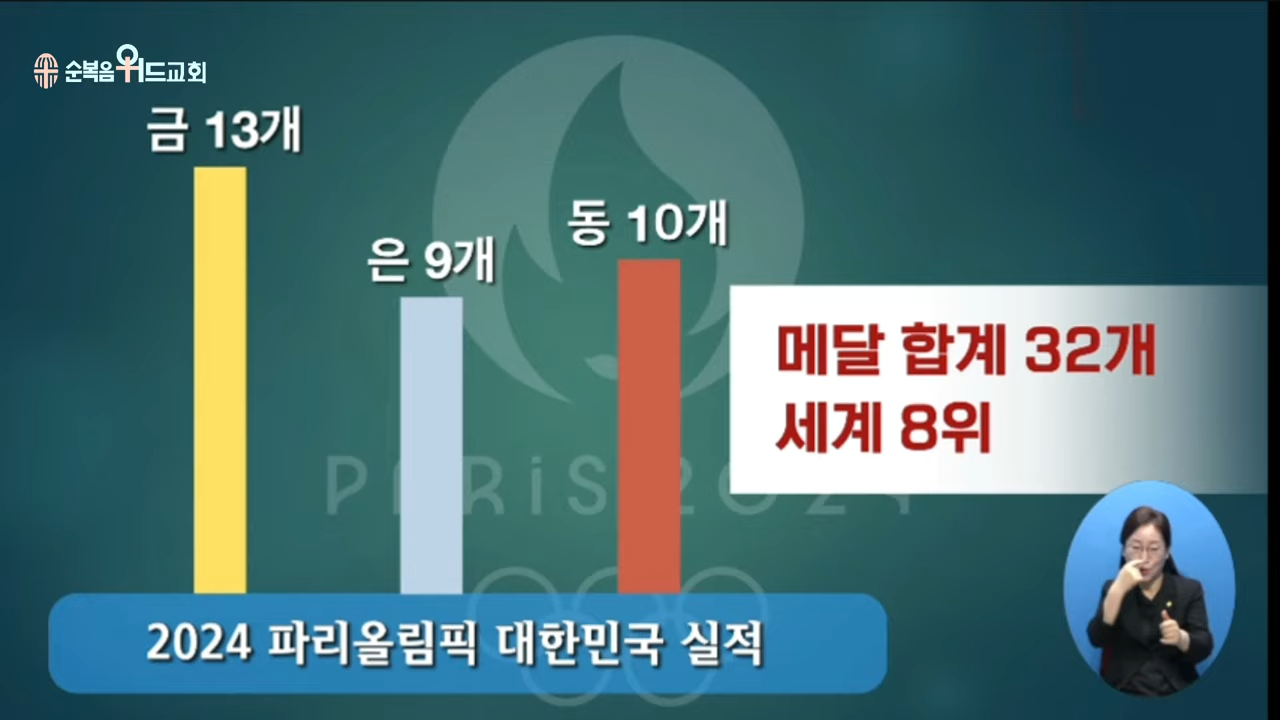 순복음위드교회
금 13개
은 9개
동 10개
메달 합계 32개
세계 8위
PARIS 2024
2024 파리올림픽 대한민국 실적